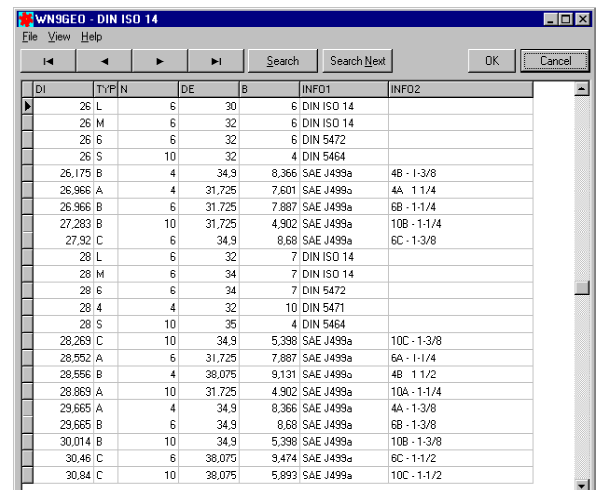 WN9GEO - DIN ISO 14
File View Help
Search Search Next OK Cancel
DI TYP N DE B INFO1 INFO2
26 L 6 30 6 DIN ISO 14
26 M 6 32 6 DIN ISO 14
26 6 6 32 6 DIN 5472
26 S 10 32 4 DIN 5464
26,175 B 4 34,9 8,366 SAE J499a 4B - 1-3/8
26,966 A 4 31,725 7,601 SAE J499a 4A 1 1/4
26.966 B 6 31,725 7.887 SAE J499a 6B - 1-1/4
27,283 B 10 31,725 4,902 SAE J499a 10B - 1-1/4
27,92 C 6 34,9 8,68 SAE J499a 6C - 1-3/8
28 L 6 32 7 DIN ISO 14
28 M 6 34 7 DIN ISO 14
28 6 6 34 7 DIN 5472
28 4 4 32 10 DIN 5471
28 S 10 35 4 DIN 5464
28,269 C 10 34,9 5,398 SAE J499a 10C - 1-3/8
28,552 A 6 31,725 7,887 SAE J499a 6A - 1-1/4
28,556 B 4 38,075 9,131 SAE J499a 4B 1 1/2
28.869 A 10 31.725 4.902 SAE J499a 10A - 1-1/4
29,665 A 4 34,9 8,366 SAE J499a 4A - 1-3/8
29,665 B 6 34,9 8,68 SAE J499a 6B - 1-3/8
30,014 B 10 34,9 5,398 SAE J499a 10B - 1-3/8
30,46 C 6 38,075 9,474 SAE J499a 6C - 1-1/2
30,84 C 10 38,075 5,893 SAE J499a 10C - 1-1/2